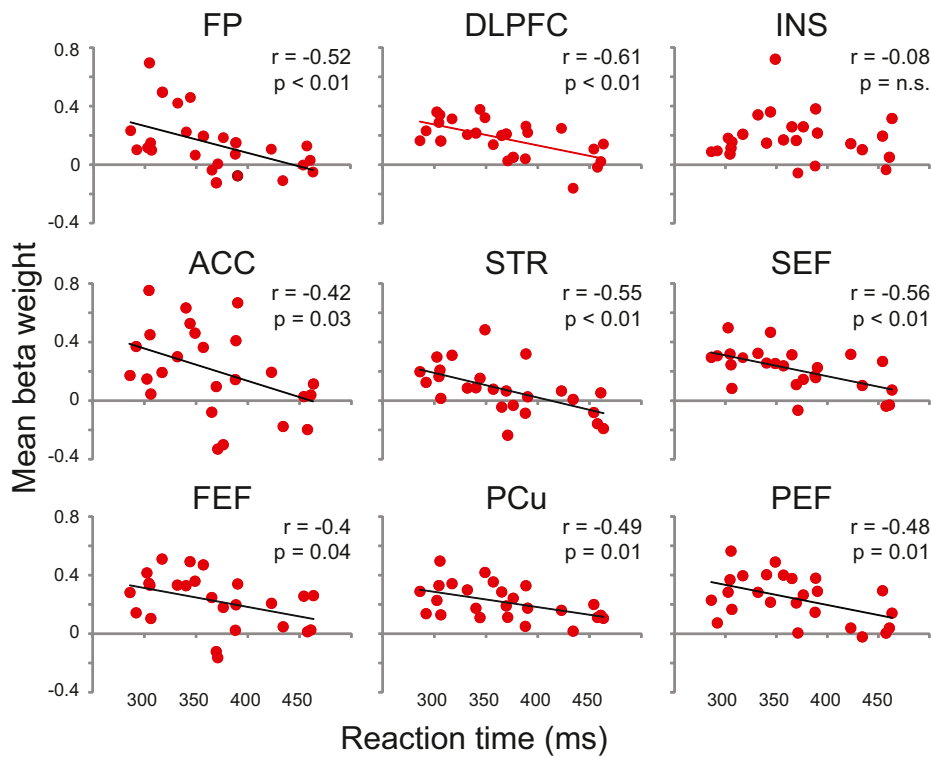 FP
r = -0.52
p < 0.01
DLPFC
r = -0.61
p < 0.01
INS
r = -0.08
p = n.s.
0.8
0.4
0
-0.4
ACC
r = -0.42
p = 0.03
STR
r = -0.55
p < 0.01
SEF
r = -0.56
p < 0.01
0.8
0.4
0
-0.4
Mean beta weight
FEF
r = -0.4
p = 0.04
PCu
r = -0.49
p = 0.01
PEF
r = -0.48
p = 0.01
0.8
0.4
0
-0.4
300 350 400 450
300 350 400 450
300 350 400 450
Reaction time (ms)